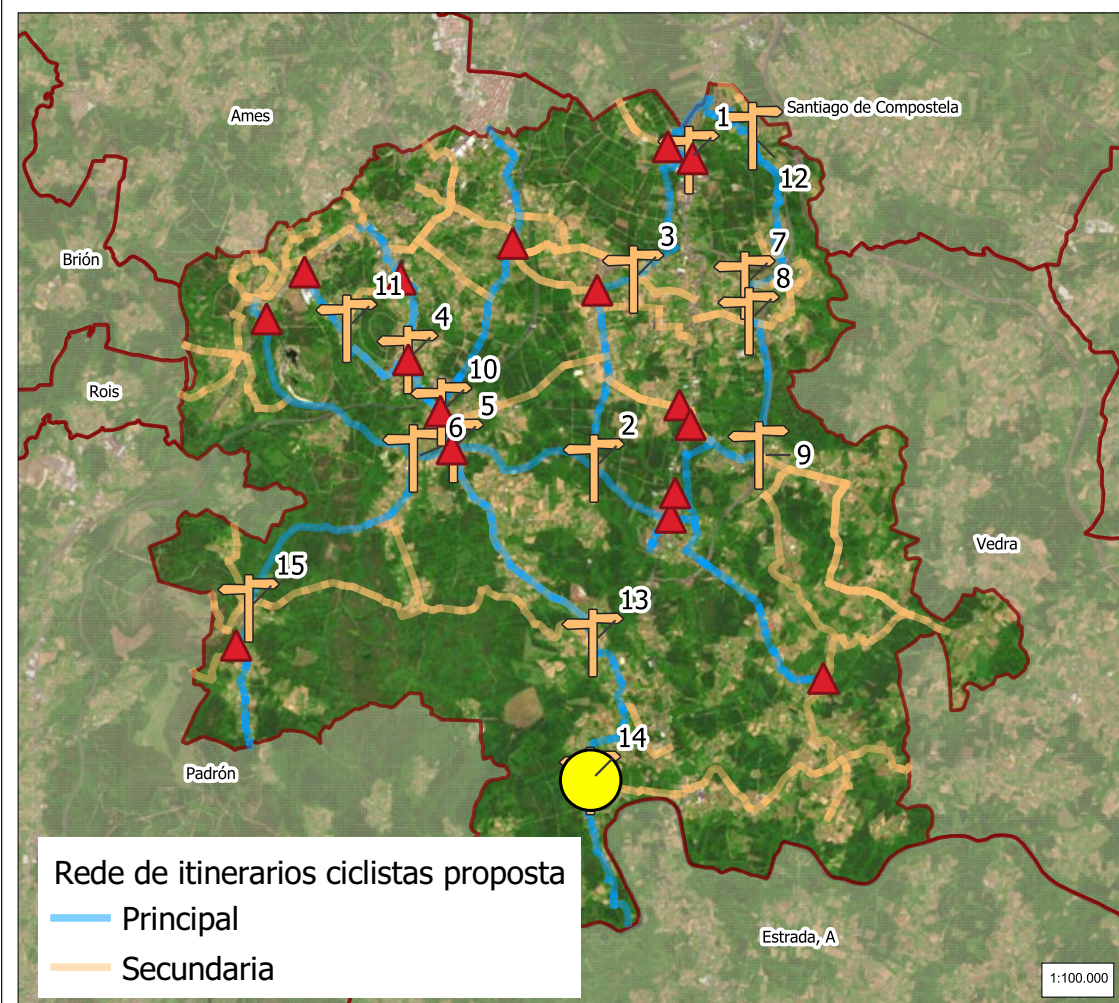 Ames
Santiago de Compostela
1
12
3
7
Brión
8
11
4
10
Rois
5
6
2
9
Vedra
15
13
14
Padrón
Rede de itinerarios ciclistas proposta
Principal
Estrada, A
Secundaria
1:100.000